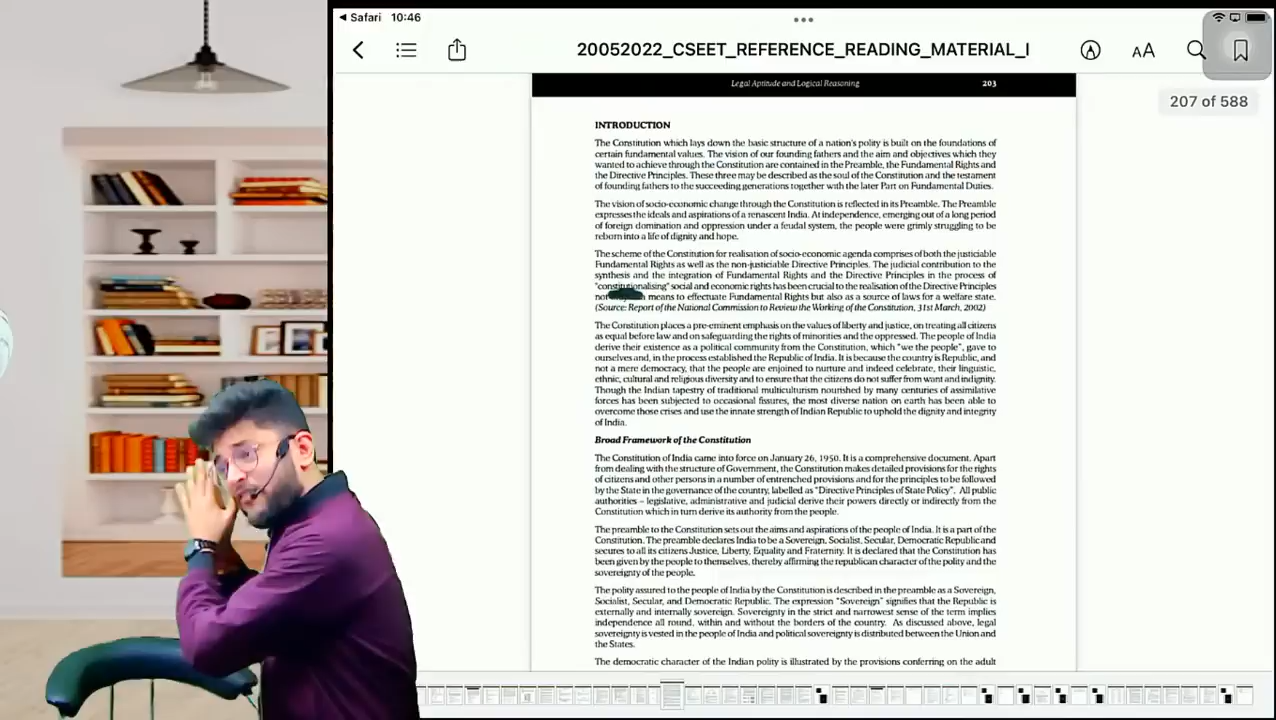 Safari 10:46
20052022_CSEET_REFERENCE_READING_MATERIAL_I
AA
207 of 588
Legal Aptitude and Logical Reasoning 203
INTRODUCTION
The Constitution which lays down the basic structure of a nation's polity is built on the foundations of
certain fundamental values. The vision of our founding fathers and the aim and objectives which they
wanted to achieve through the Constitution are contained in the Preamble, the Fundamental Rights and
the Directive Principles. These three may be described as the soul of the Constitution and the testament
of founding fathers to the succeeding generations together with the later Part on Fundamental Duties.
The vision of socio-economic change through the Constitution is reflected in its Preamble. The Preamble
expresses the ideals and aspirations of a renascent India. At independence, emerging out of a long period
of foreign domination and oppression under a feudal system, the people were grimly struggling to be
reborn into a life of dignity and hope.
The scheme of the Constitution for realisation of socio-economic agenda comprises of both the justiciable
Fundamental Rights as well as the non-justiciable Directive Principles. The judicial contribution to the
synthesis and the integration of Fundamental Rights and the Directive Principles in the process of
"constitutionalising" social and economic rights has been crucial to the realisation of the Directive Principles
not means to effectuate Fundamental Rights but also as a source of laws for a welfare state.
(Source: Report of the National Commission to Review the Working of the Constitution, 31st March, 2002)
The Constitution places a pre-eminent emphasis on the values of liberty and justice, on treating all citizens
as equal before law and on safeguarding the rights of minorities and the oppressed. The people of India
derive their existence as a political community from the Constitution, which "we the people", gave to
ourselves and, in the process established the Republic of India. It is because the country is Republic, and
not a mere democracy, that the people are enjoined to nurture and indeed celebrate, their linguistic,
ethnic, cultural and religious diversity and to ensure that the citizens do not suffer from want and indignity.
Though the Indian tapestry of traditional multiculturism nourished by many centuries of assimilative
forces has been subjected to occasional fissures, the most diverse nation on earth has been able to
overcome those crises and use the innate strength of Indian Republic to uphold the dignity and integrity
of India.
Broad Framework of the Constitution
The Constitution of India came into force on January 26, 1950. It is a comprehensive document. Apart
from dealing with the structure of Government, the Constitution makes detailed provisions for the rights
of citizens and other persons in a number of entrenched provisions and for the principles to be followed
by the State in the governance of the country, labelled as "Directive Principles of State Policy". All public
authorities – legislative, administrative and judicial derive their powers directly or indirectly from the
Constitution which in turn derive its authority from the people.
The preamble to the Constitution sets out the aims and aspirations of the people of India. It is a part of the
Constitution. The preamble declares India to be a Sovereign, Socialist, Secular, Democratic Republic and
secures to all its citizens Justice, Liberty, Equality and Fraternity. It is declared that the Constitution has
been given by the people to themselves, thereby affirming the republican character of the polity and the
sovereignty of the people.
The polity assured to the people of India by the Constitution is described in the preamble as a Sovereign,
Socialist, Secular, and Democratic Republic. The expression "Sovereign" signifies that the Republic is
externally and internally sovereign. Sovereignty in the strict and narrowest sense of the term implies
independence all round, within and without the borders of the country. As discussed above, legal
sovereignty is vested in the people of India and political sovereignty is distributed between the Union and
the States.
The democratic character of the Indian polity is illustrated by the provisions conferring on the adult